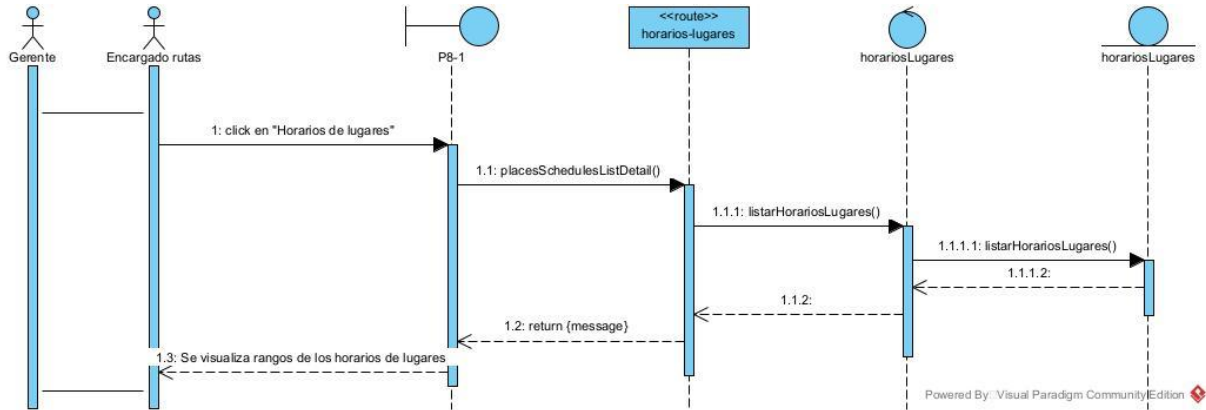 <<route>>
horarios-lugares
Gerente
Encargado rutas
P8-1
horariosLugares
horariosLugares
1: click en "Horarios de lugares"
1.1: placesSchedulesListDetail()
1.1.1: listarHorariosLugares()
1.1.1.1: listarHorariosLugares()
1.1.1.2:
1.1.2:
1.2: return {message}
1.3: Se visualiza rangos de los horarios de lugares
Powered By Visual Paradigm Community Edition